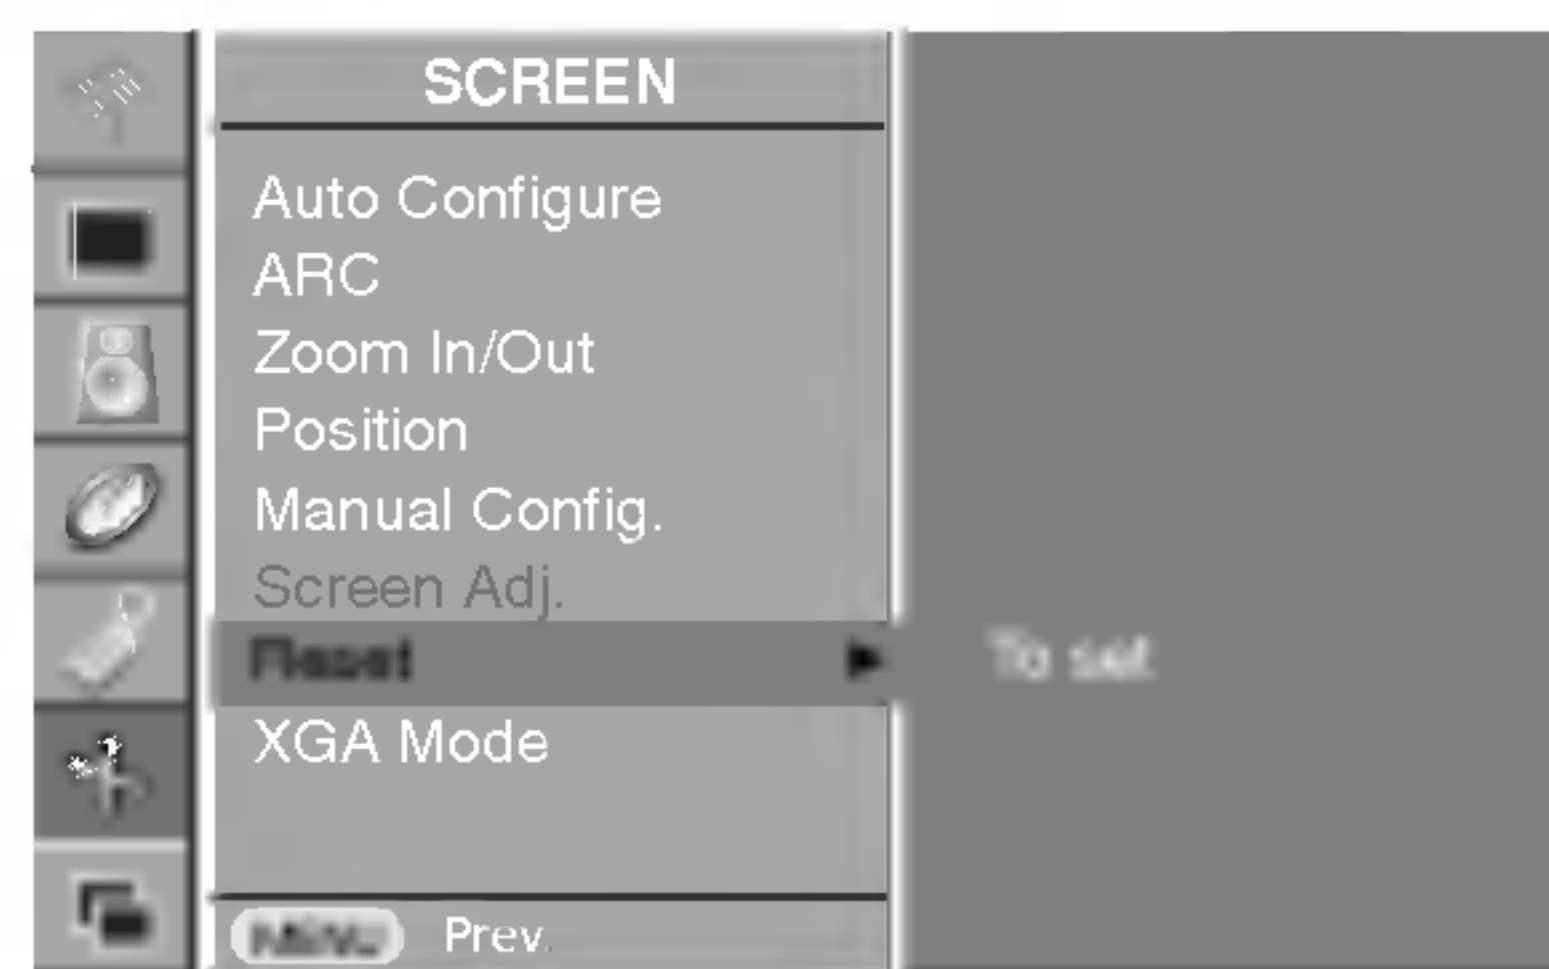 SCREEN
Auto Configure
ARC
Zoom In/Out
Position
Manual Config.
Screen Adj.
Reset
To set
XGA Mode
MENU Prev.